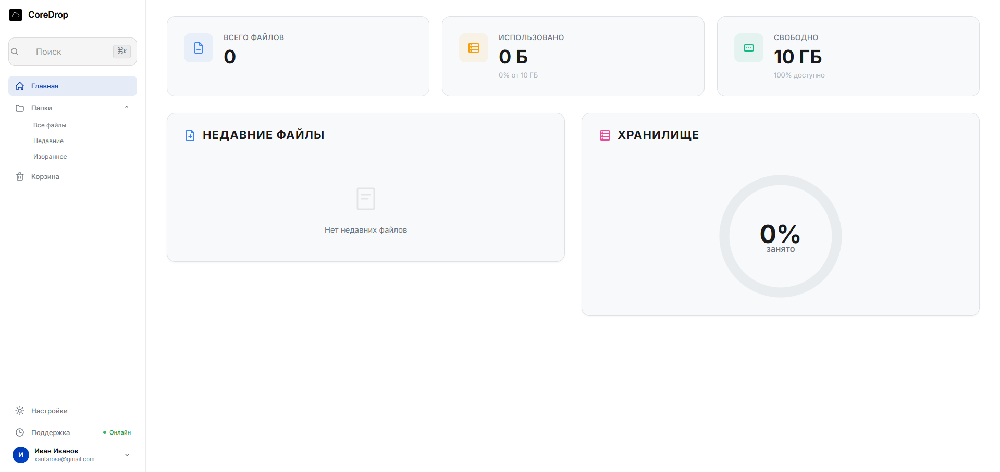 CoreDrop
Поиск
⌘K
Главная
Папки
Все файлы
Недавние
Избранное
Корзина
Настройки
Поддержка
Онлайн
И
Иван Иванов
xantarose@gmail.com
ВСЕГО ФАЙЛОВ
0
ИСПОЛЬЗОВАНО
0 Б
0% от 10 ГБ
СВОБОДНО
10 ГБ
100% доступно
НЕДАВНИЕ ФАЙЛЫ
Нет недавних файлов
ХРАНИЛИЩЕ
0%
занято